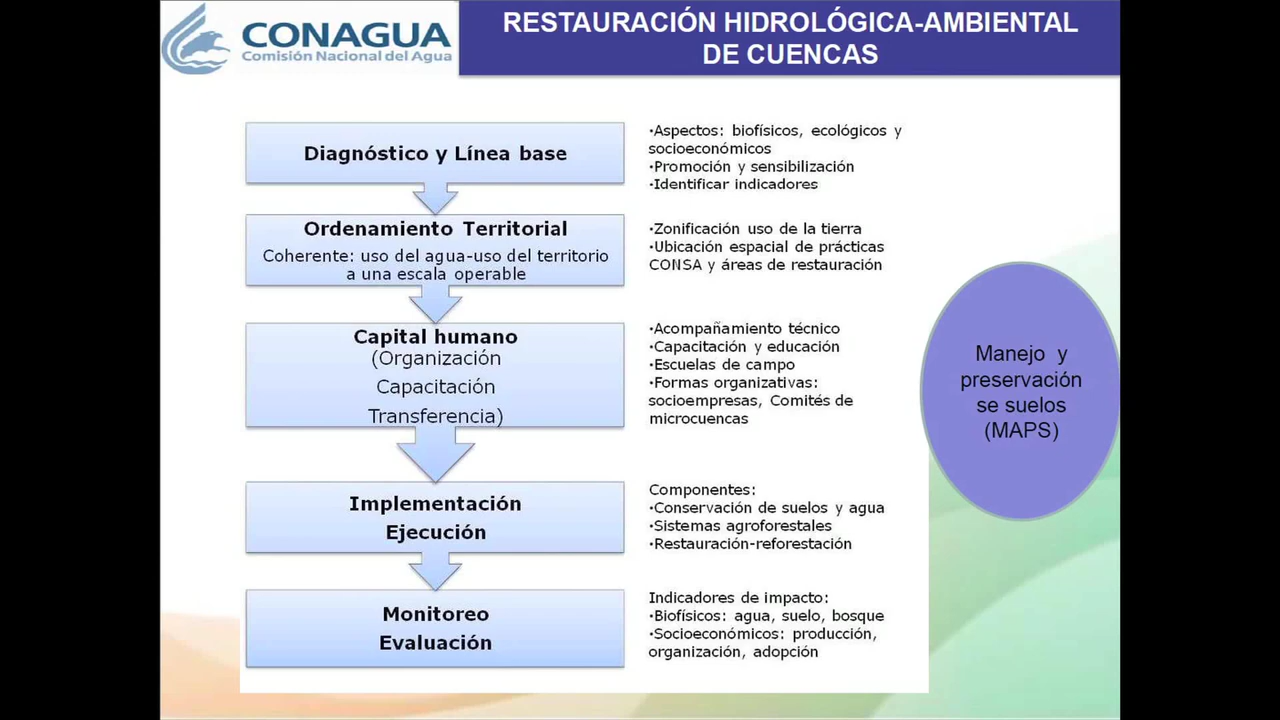 CONAGUA
Comisión Nacional del Agua
RESTAURACIÓN HIDROLÓGICA-AMBIENTAL
DE CUENCAS
Diagnóstico y Línea base
•Aspectos: biofísicos, ecológicos y
socioeconómicos
•Promoción y sensibilización
•Identificar indicadores
Ordenamiento Territorial
Coherente: uso del agua-uso del territorio
a una escala operable
•Zonificación uso de la tierra
•Ubicación espacial de prácticas
CONSA y áreas de restauración
Capital humano
(Organización
Capacitación
Transferencia)
•Acompañamiento técnico
•Capacitación y educación
•Escuelas de campo
•Formas organizativas:
socioempresas, Comités de
microcuencas
Manejo y
preservación
se suelos
(MAPS)
Implementación
Ejecución
Componentes:
•Conservación de suelos y agua
•Sistemas agroforestales
•Restauración-reforestación
Monitoreo
Evaluación
Indicadores de impacto:
•Biofísicos: agua, suelo, bosque
•Socioeconómicos: producción,
organización, adopción